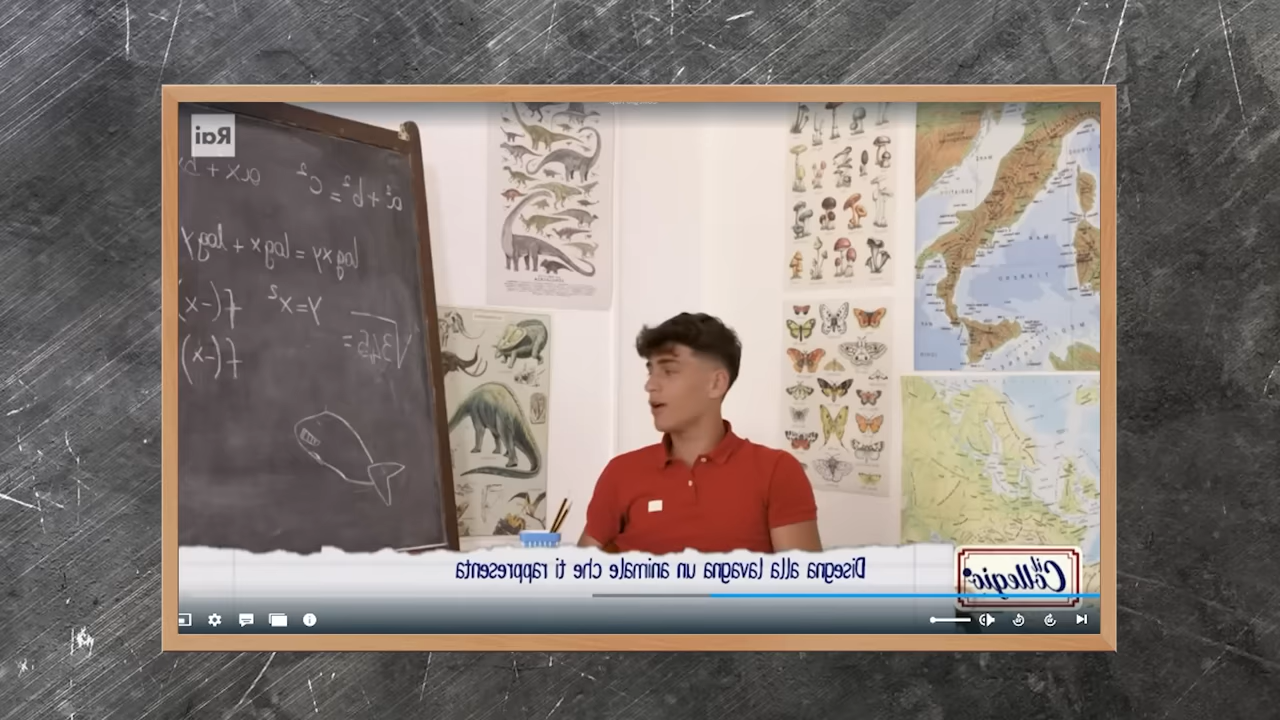 Rai
a²+b²=c²
ax+b
log xy = log x + log y
y=x²
f(-x)
√345 =
f(-x)
Disegna alla lavagna un animale che ti rappresenta
il Collegio